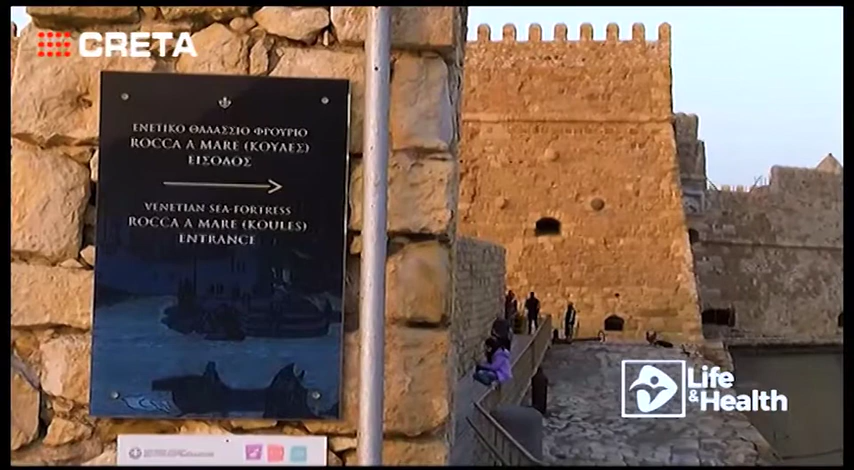 CRETA
ΕΝΕΤΙΚΟ ΘΑΛΑΣΣΙΟ ΦΡΟΥΡΙΟ
ROCCA A MARE (ΚΟΥΛΕΣ)
ΕΙΣΟΔΟΣ
VENETIAN SEA-FORTRESS
ROCCA A MARE (KOULES)
ENTRANCE
Life
&Health